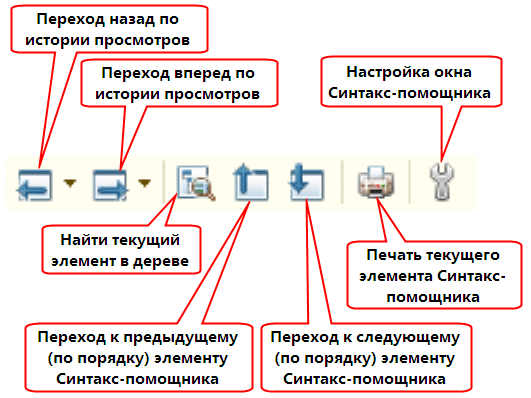 Переход назад по
истории просмотров
Переход вперед по
истории просмотров
Настройка окна
Синтакс-помощника
Найти текущий
элемент в дереве
Печать текущего
элемента Синтакс-
помощника
Переход к предыдущему
(по порядку) элементу
Синтакс-помощника
Переход к следующему
(по порядку) элементу
Синтакс-помощника